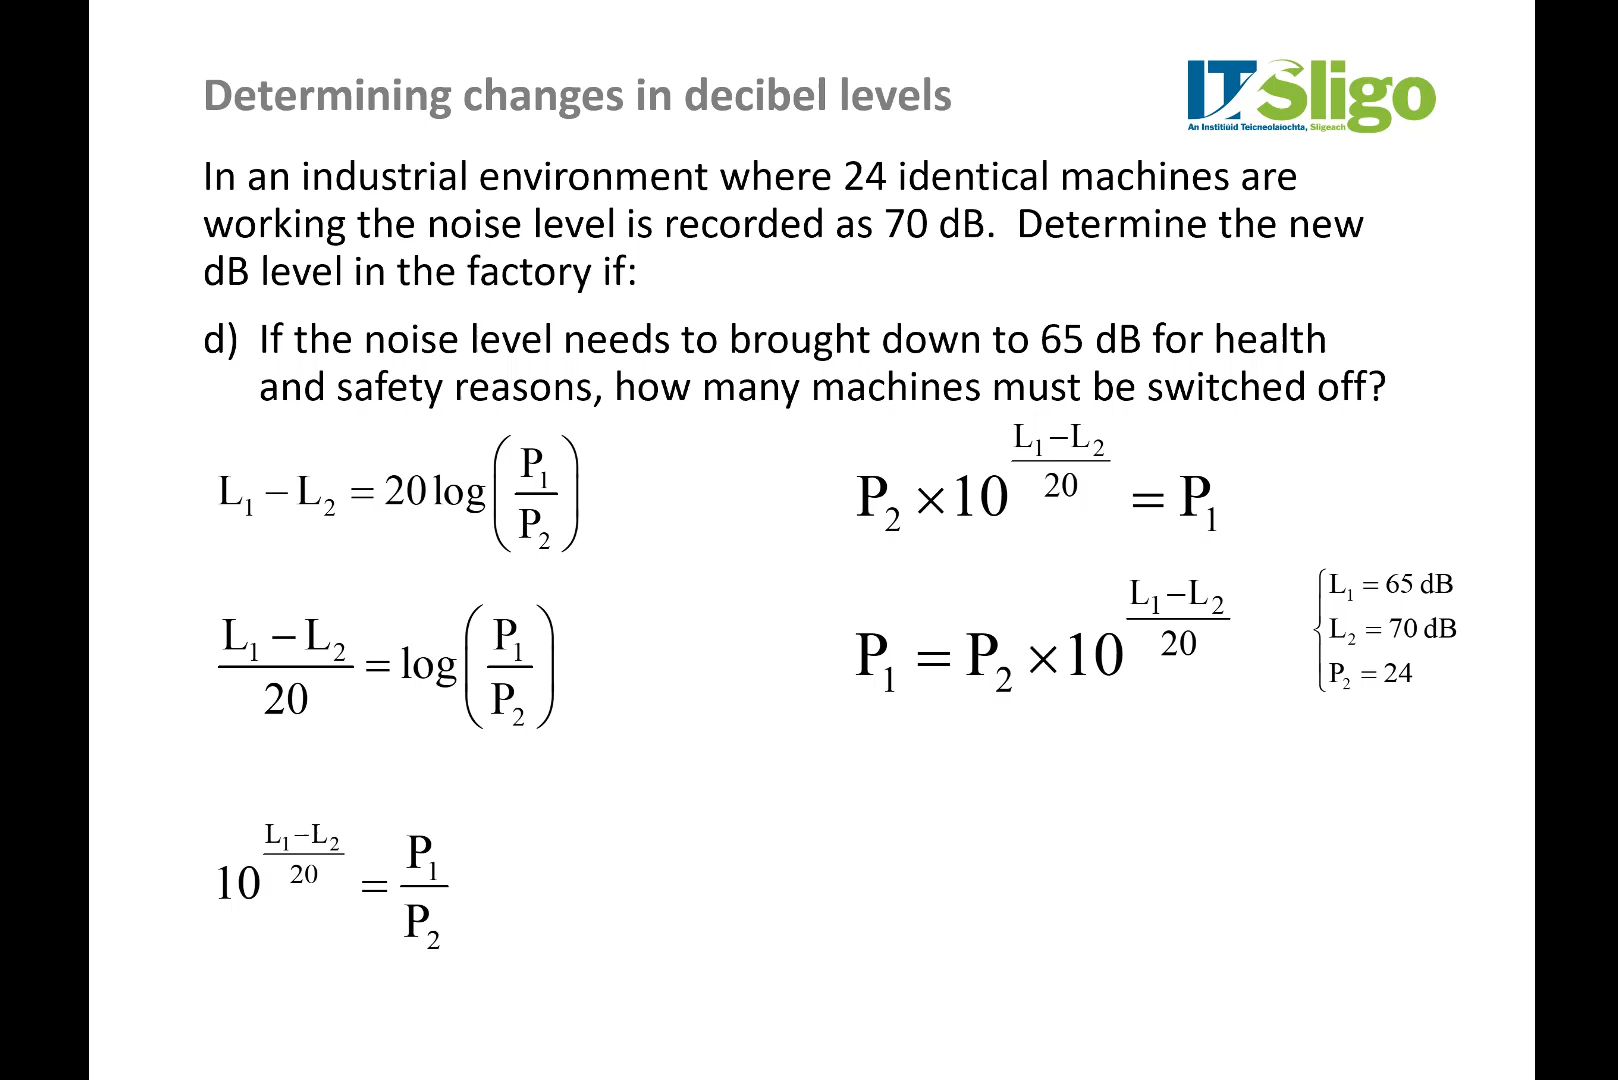 Determining changes in decibel levels
ITSligo
An Institiúid Teicneolaíochta, Sligeach
In an industrial environment where 24 identical machines are
working the noise level is recorded as 70 dB. Determine the new
dB level in the factory if:
d) If the noise level needs to brought down to 65 dB for health
and safety reasons, how many machines must be switched off?
L₁ − L₂ = 20 log(P₁/P₂)
(L₁ − L₂)/20 = log(P₁/P₂)
10^((L₁−L₂)/20) = P₁/P₂
P₂ × 10^((L₁−L₂)/20) = P₁
P₁ = P₂ × 10^((L₁−L₂)/20)
L₁ = 65 dB
L₂ = 70 dB
P₂ = 24